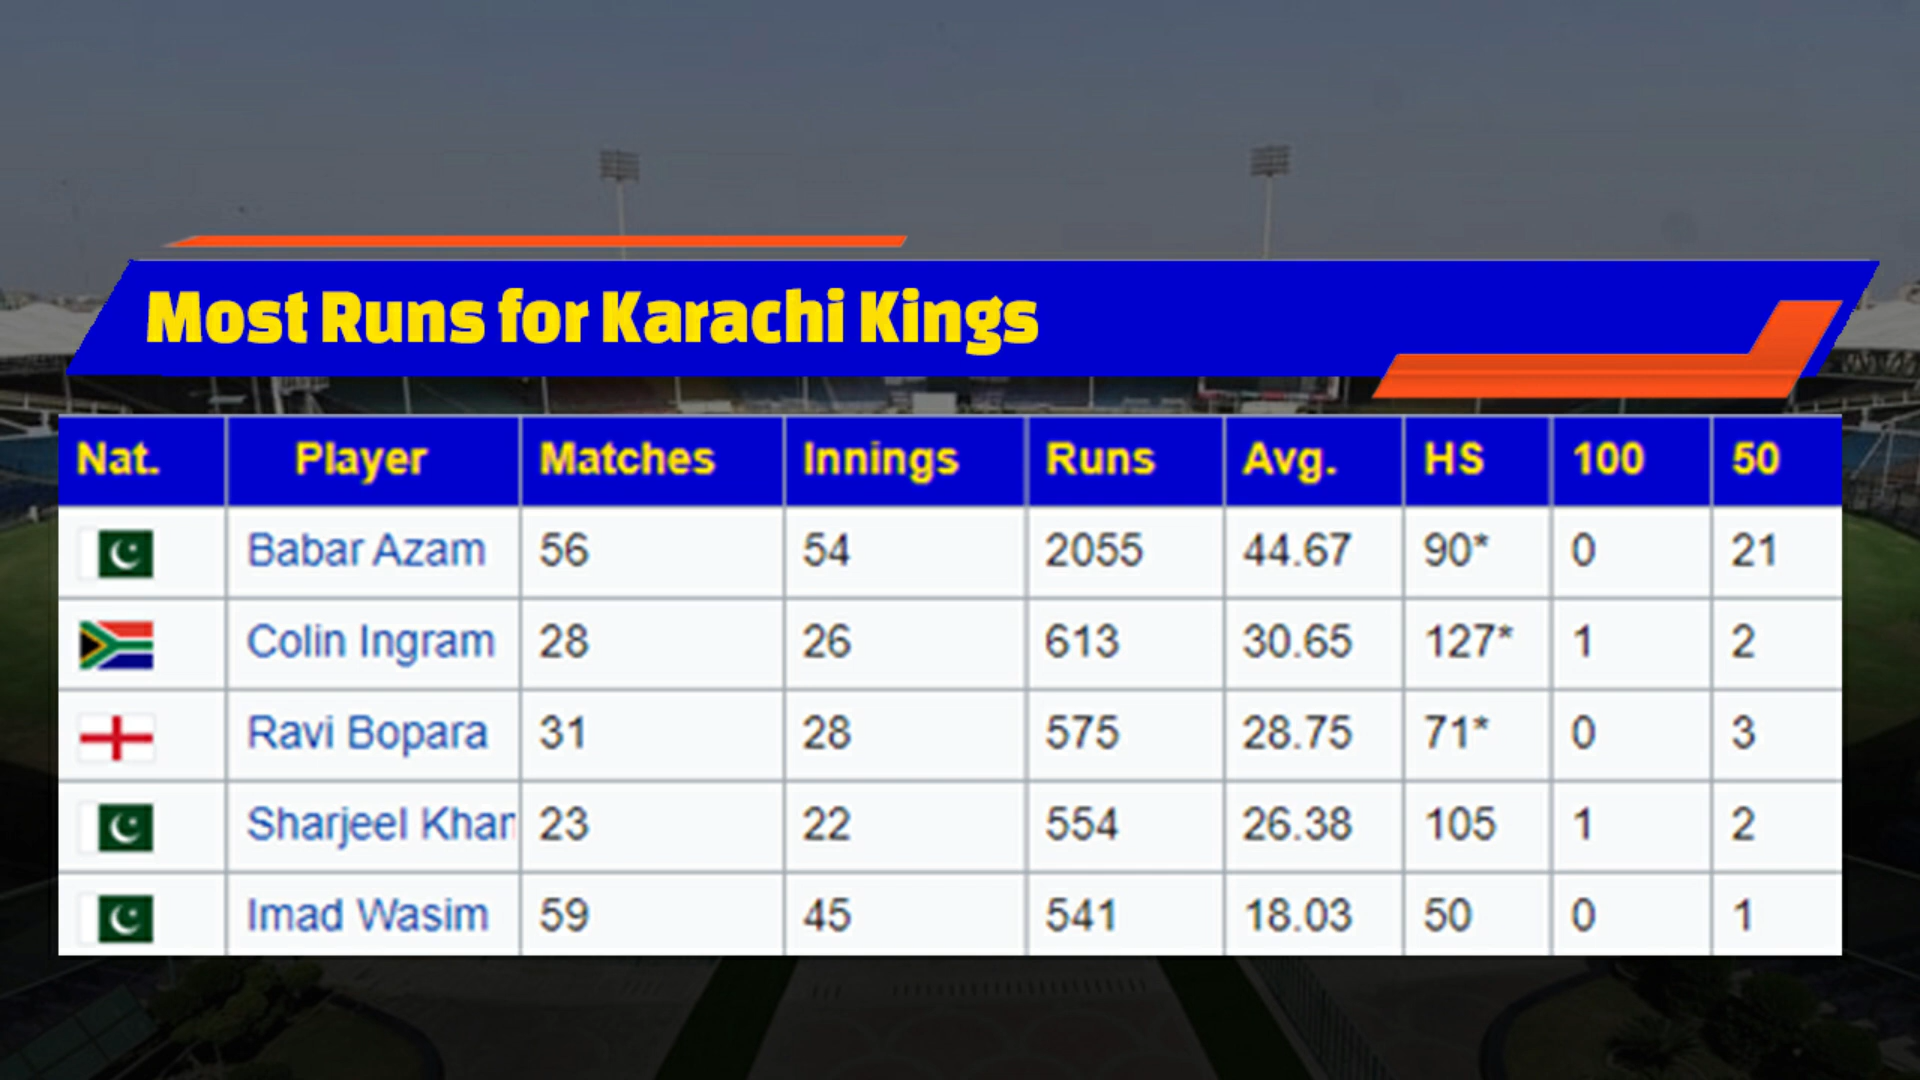 Most Runs for Karachi Kings
Nat. Player Matches Innings Runs Avg. HS 100 50
Babar Azam 56 54 2055 44.67 90* 0 21
Colin Ingram 28 26 613 30.65 127* 1 2
Ravi Bopara 31 28 575 28.75 71* 0 3
Sharjeel Khan 23 22 554 26.38 105 1 2
Imad Wasim 59 45 541 18.03 50 0 1